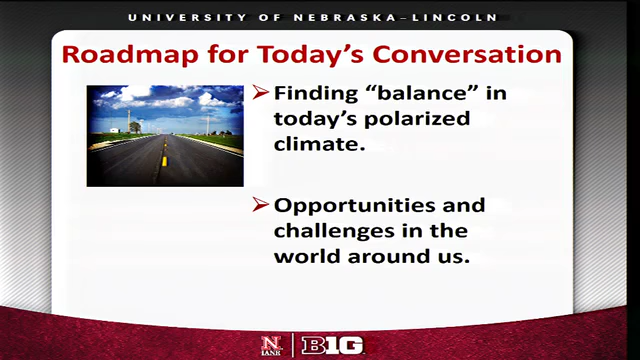 UNIVERSITY OF NEBRASKA–LINCOLN
Roadmap for Today’s Conversation
➢Finding “balance” in
today’s polarized
climate.
➢Opportunities and
challenges in the
world around us.
N
IANR
B1G